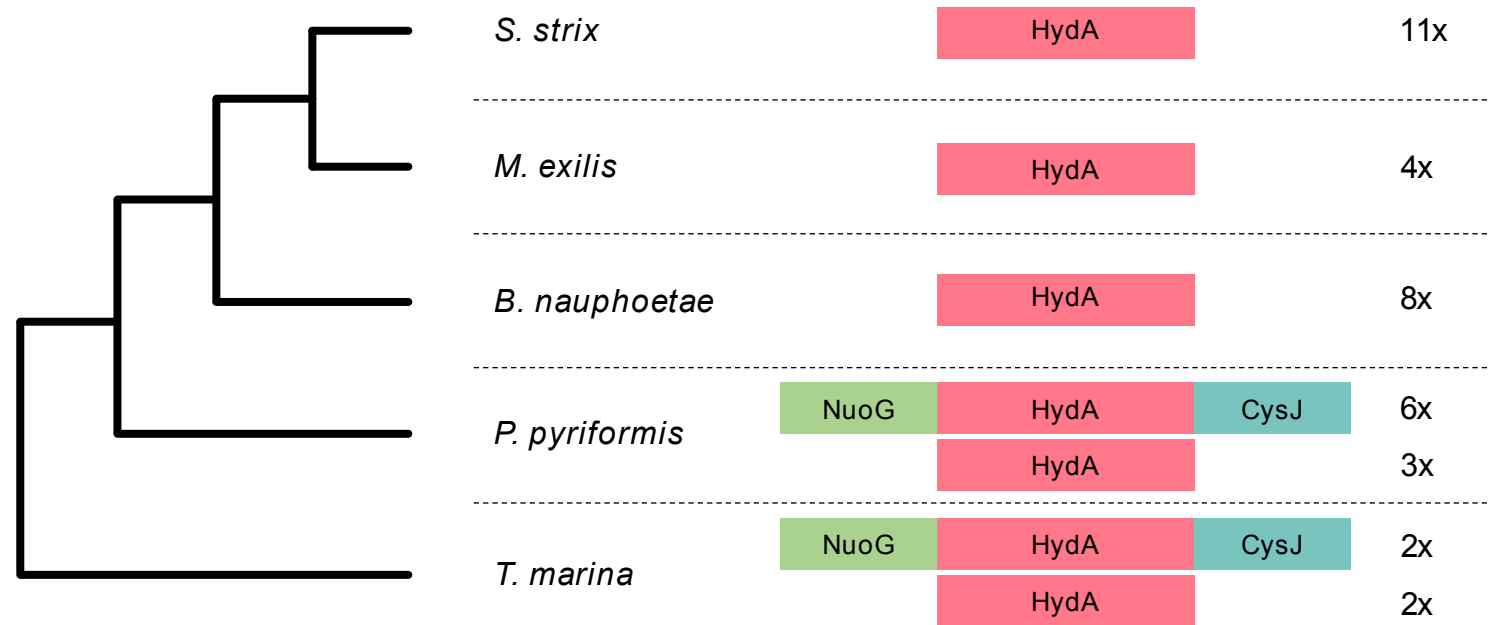 S. strix HydA 11x
M. exilis HydA 4x
B. nauphoetae HydA 8x
P. pyriformis NuoG HydA CysJ 6x
HydA 3x
T. marina NuoG HydA CysJ 2x
HydA 2x